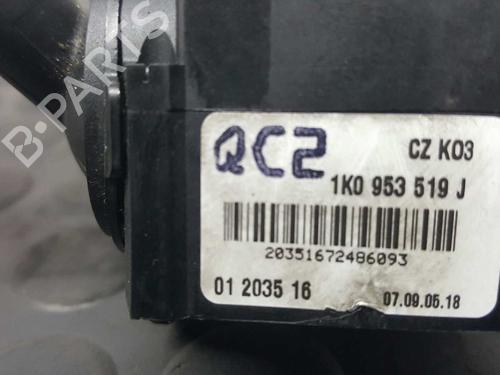 B-PARTS
QC2
CZ K03
1K0 953 519 J
20351672486093
01 2035 16
07.09.05.18